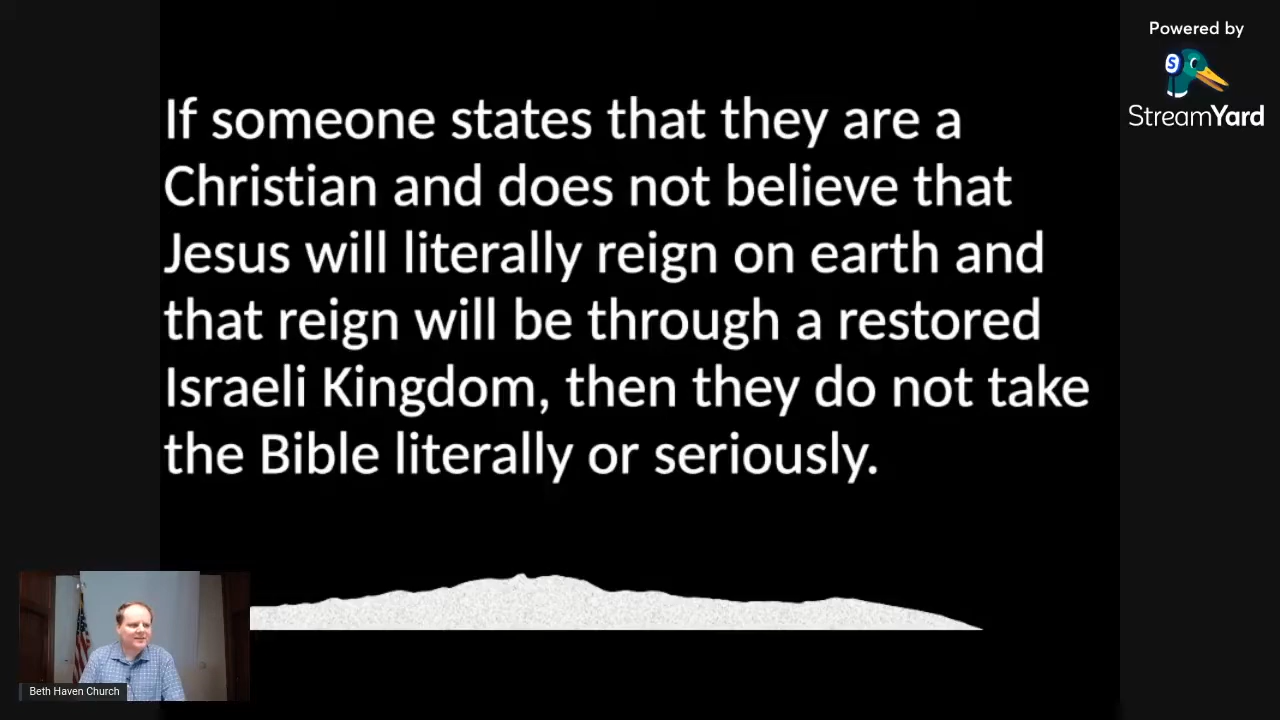 Powered by
S
StreamYard
If someone states that they are a
Christian and does not believe that
Jesus will literally reign on earth and
that reign will be through a restored
Israeli Kingdom, then they do not take
the Bible literally or seriously.
Beth Haven Church